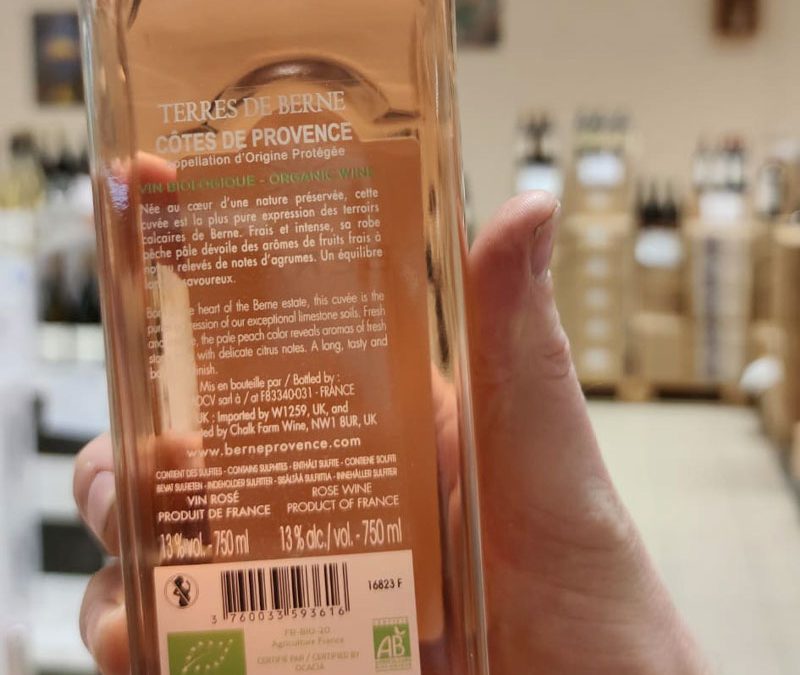 TERRES DE BERNE
CÔTES DE PROVENCE
Appellation d'Origine Protégée
VIN BIOLOGIQUE - ORGANIC WINE
Née au cœur d'une nature préservée, cette
cuvée est la plus pure expression des terroirs
calcaires de Berne. Frais et intense, sa robe
pêche pâle dévoile des arômes de fruits frais à
relevés de notes d'agrumes. Un équilibre
savoureux.
heart of the Berne estate, this cuvée is the
of our exceptional limestone soils. Fresh
the pale peach color reveals aromas of fresh
with delicate citrus notes. A long, tasty and
Mis en bouteille par / Bottled by :
sarl à / at F83340-031 - FRANCE
UK : Imported by W1259, UK, and
by Chalk Farm Wine, NW1 8UR, UK
www.berneprovence.com
CONTIENT DES SULFITES - CONTAINS SULPHITES - ENTHÄLT SULFITE - CONTIENE SOLFITI
BEVAT SULFIETEN - INDEHOLDER SULFITTER - SISÄLTÄÄ SULFIITTIA - INNEHÅLLER SULFITER
VIN ROSÉ ROSE WINE
PRODUIT DE FRANCE PRODUCT OF FRANCE
13%vol. - 750 ml 13% alc./vol. - 750 ml
16823 F
3 760033 593616
FR-BIO-20
Agriculture France
CERTIFIÉ PAR / CERTIFIED BY
OCACIA
AB